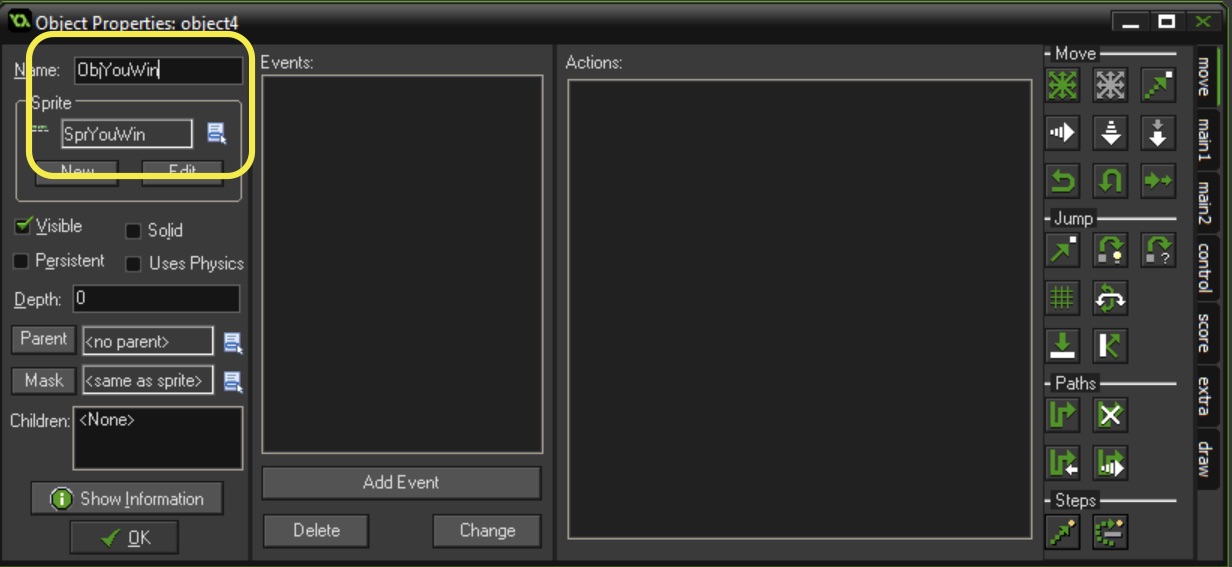 Object Properties: object4
Name: ObjYouWin
Sprite
SprYouWin
New Edit
Visible Solid
Persistent Uses Physics
Depth: 0
Parent <no parent>
Mask <same as sprite>
Children: <None>
Show Information
OK
Events:
Add Event
Delete Change
Actions:
Move
Jump
?
Paths
Steps
move
main1
main2
control
score
extra
draw